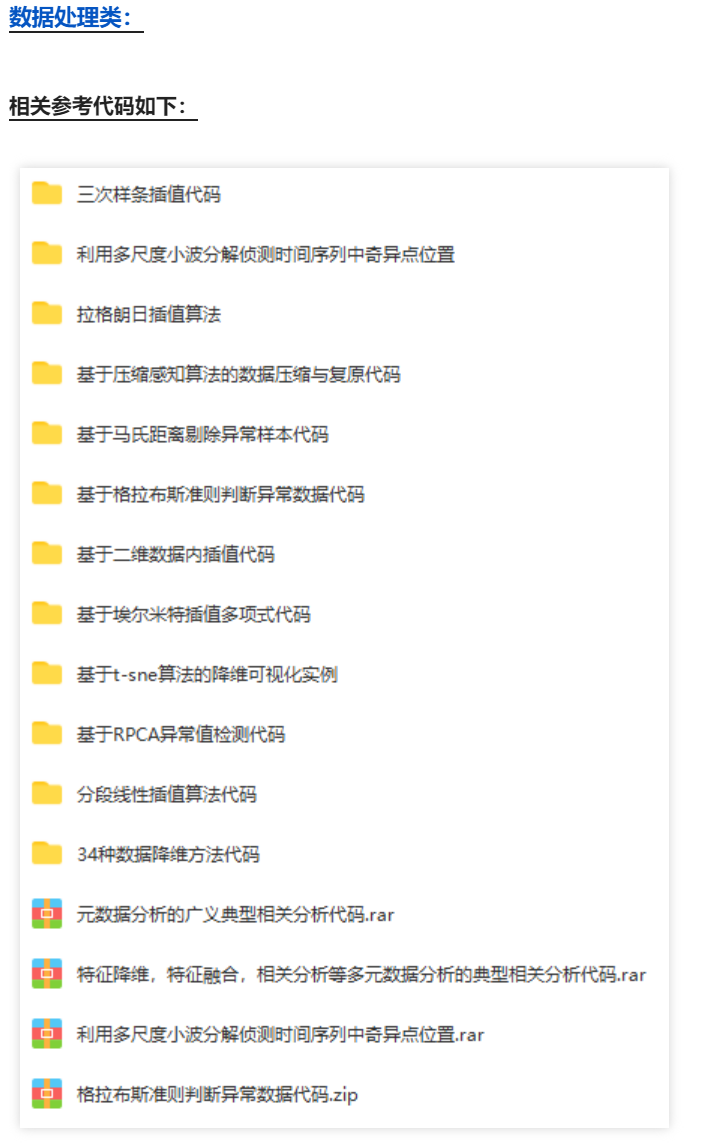 数据处理类：
相关参考代码如下：
三次样条插值代码
利用多尺度小波分解侦测时间序列中奇异点位置
拉格朗日插值算法
基于压缩感知算法的数据压缩与复原代码
基于马氏距离剔除异常样本代码
基于格拉布斯准则判断异常数据代码
基于二维数据内插值代码
基于埃尔米特插值多项式代码
基于t-sne算法的降维可视化实例
基于RPCA异常值检测代码
分段线性插值算法代码
34种数据降维方法代码
元数据分析的广义典型相关分析代码.rar
特征降维，特征融合，相关分析等多元数据分析的典型相关分析代码.rar
利用多尺度小波分解侦测时间序列中奇异点位置.rar
格拉布斯准则判断异常数据代码.zip